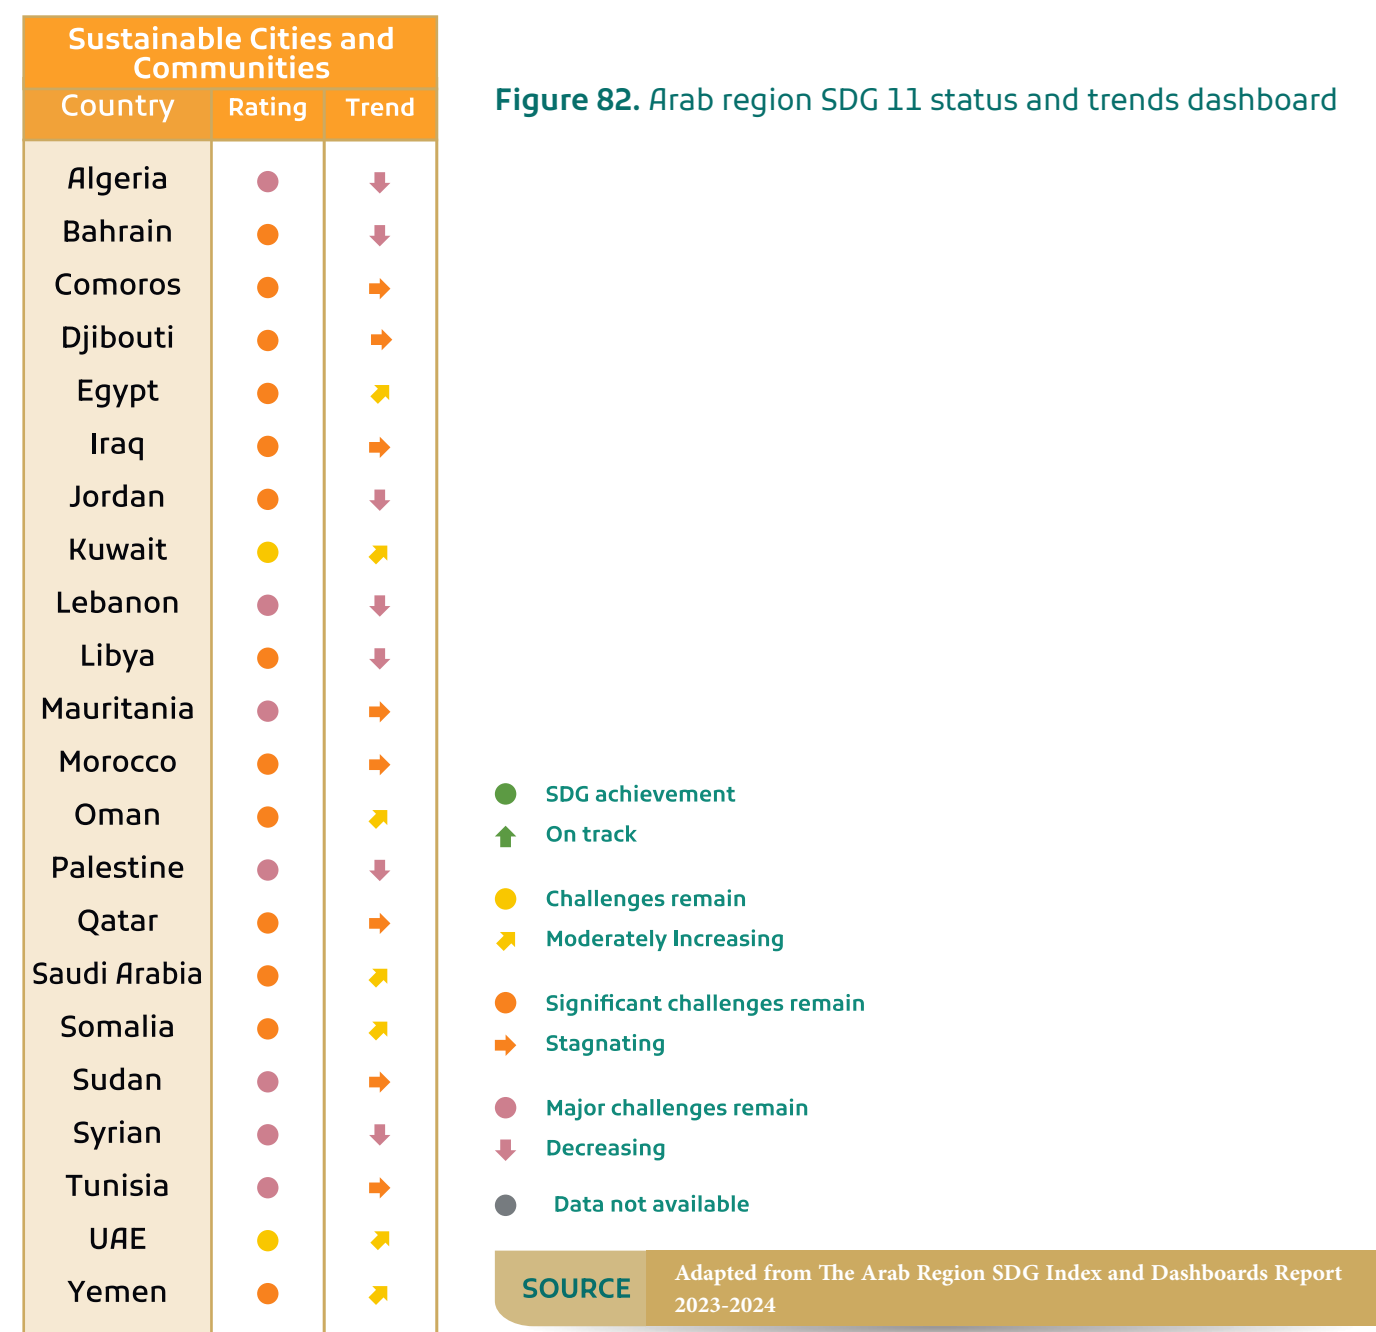 Sustainable Cities and
Communities
Country Rating Trend
Figure 82. Arab region SDG 11 status and trends dashboard
Algeria
Bahrain
Comoros
Djibouti
Egypt
Iraq
Jordan
Kuwait
Lebanon
Libya
Mauritania
Morocco
Oman
Palestine
Qatar
Saudi Arabia
Somalia
Sudan
Syrian
Tunisia
UAE
Yemen
SDG achievement
On track
Challenges remain
Moderately Increasing
Significant challenges remain
Stagnating
Major challenges remain
Decreasing
Data not available
SOURCE
Adapted from The Arab Region SDG Index and Dashboards Report
2023-2024